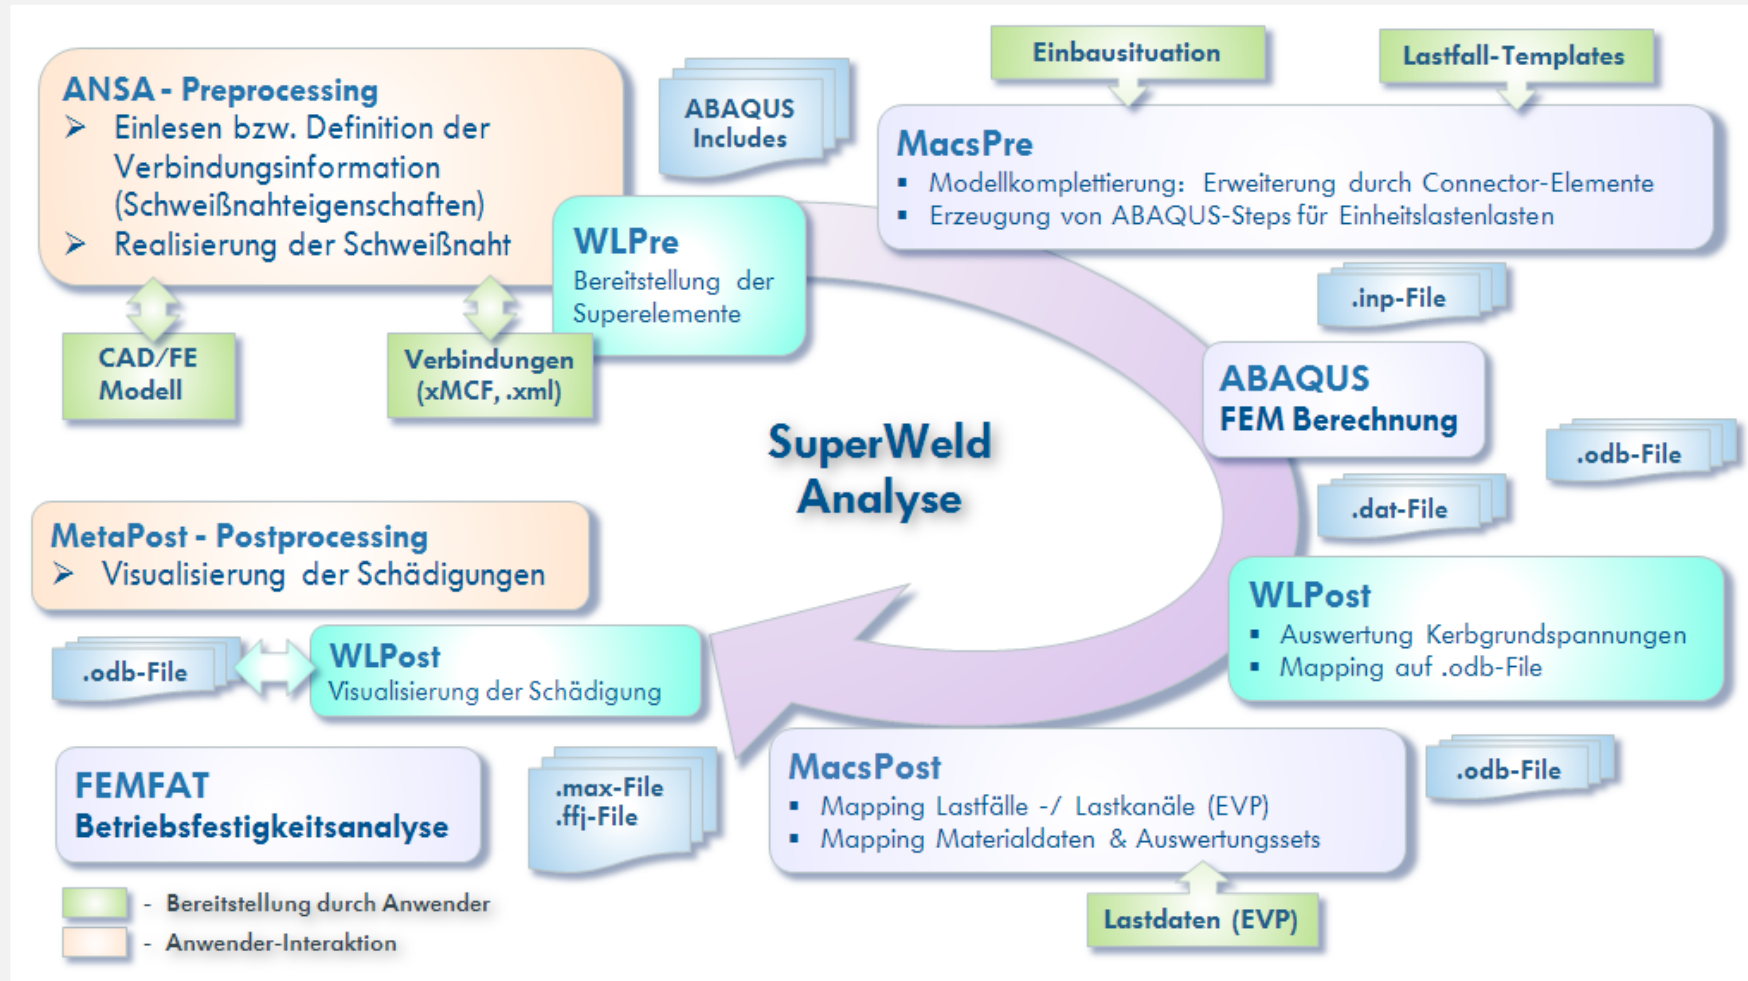 ANSA - Preprocessing
➢ Einlesen bzw. Definition der
Verbindungsinformation
(Schweißnahteigenschaften)
➢ Realisierung der Schweißnaht
CAD/FE
Modell
Verbindungen
(xMCF, .xml)
WLPre
Bereitstellung der
Superelemente
ABAQUS
Includes
Einbausituation
Lastfall-Templates
MacsPre
▪ Modellkomplettierung: Erweiterung durch Connector-Elemente
▪ Erzeugung von ABAQUS-Steps für Einheitslastenlasten
.inp-File
ABAQUS
FEM Berechnung
.odb-File
.dat-File
SuperWeld
Analyse
WLPost
▪ Auswertung Kerbgrundspannungen
▪ Mapping auf .odb-File
.odb-File
MacsPost
▪ Mapping Lastfälle -/ Lastkanäle (EVP)
▪ Mapping Materialdaten & Auswertungssets
Lastdaten (EVP)
.max-File
.ffj-File
FEMFAT
Betriebsfestigkeitsanalyse
MetaPost - Postprocessing
➢ Visualisierung der Schädigungen
.odb-File
WLPost
Visualisierung der Schädigung
- Bereitstellung durch Anwender
- Anwender-Interaktion